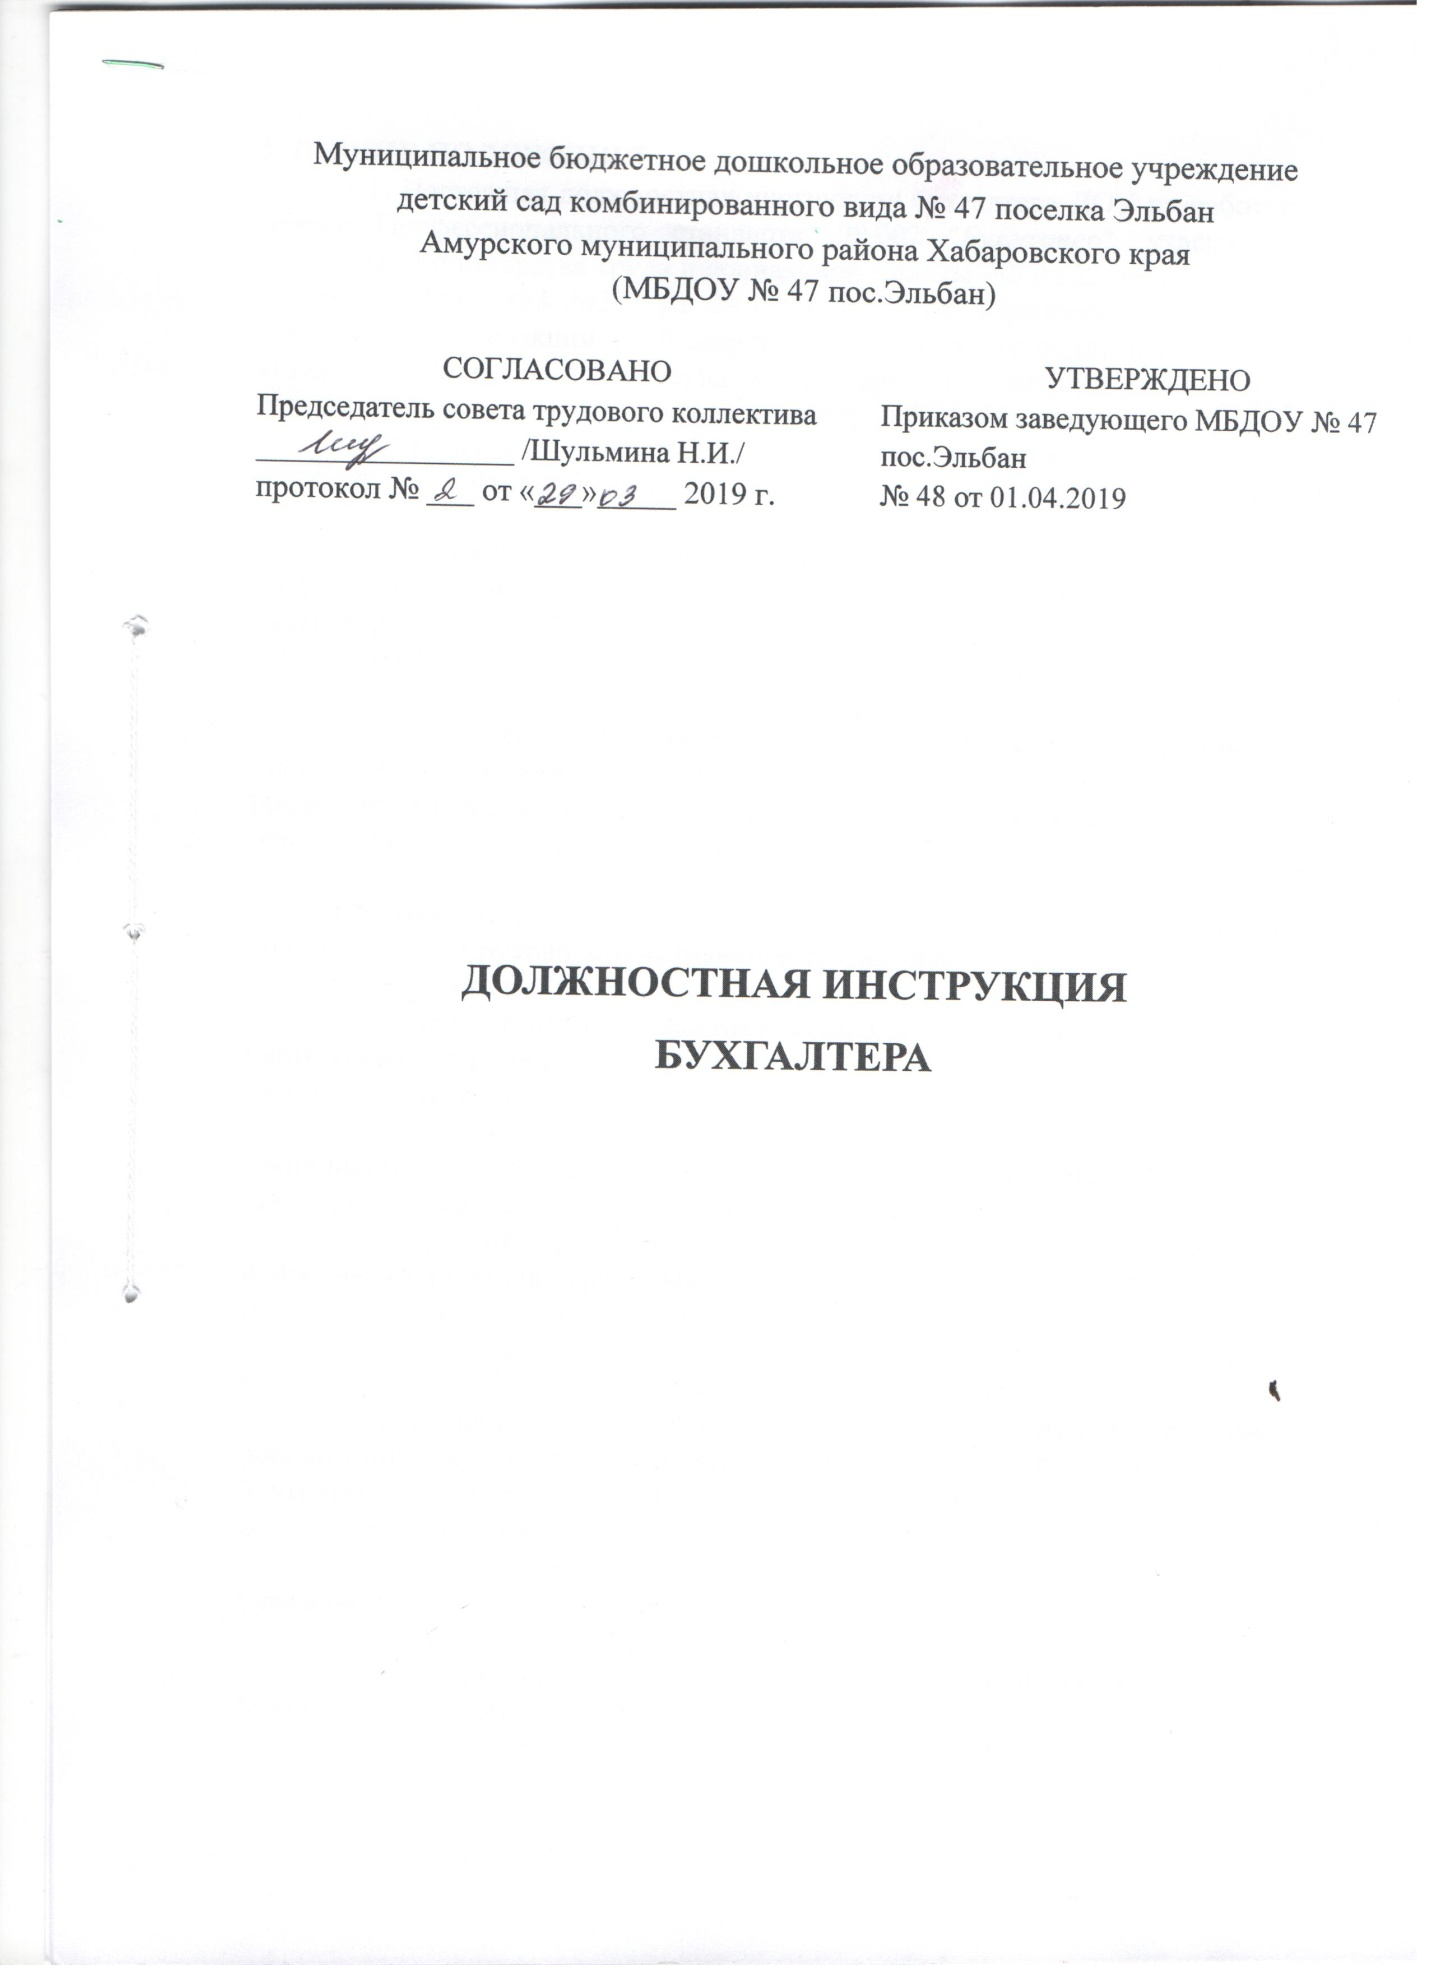 Муниципальное бюджетное дошкольное образовательное учреждение
детский сад комбинированного вида № 47 поселка Эльбан
Амурского муниципального района Хабаровского края
(МБДОУ № 47 пос.Эльбан)
СОГЛАСОВАНО
Председатель совета трудового коллектива
/Шульмина Н.И./
протокол № 2 от «29» 03 2019 г.
УТВЕРЖДЕНО
Приказом заведующего МБДОУ № 47
пос.Эльбан
№ 48 от 01.04.2019
ДОЛЖНОСТНАЯ ИНСТРУКЦИЯ
БУХГАЛТЕРА